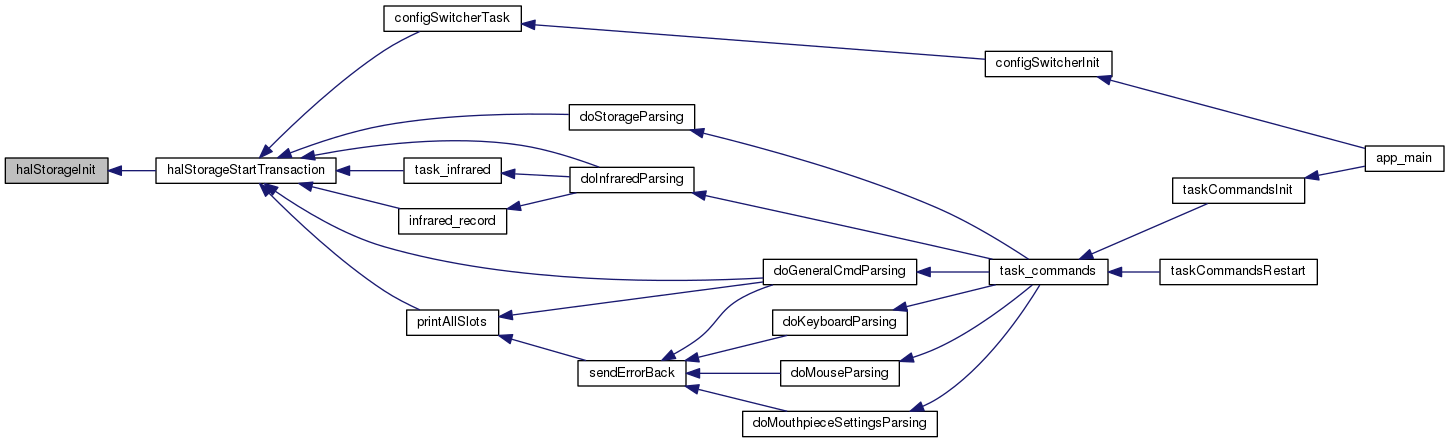 configSwitcherTask
configSwitcherInit
doStorageParsing
app_main
halStorageInit
halStorageStartTransaction
task_infrared
doInfraredParsing
taskCommandsInit
infrared_record
doGeneralCmdParsing
task_commands
taskCommandsRestart
printAllSlots
doKeyboardParsing
sendErrorBack
doMouseParsing
doMouthpieceSettingsParsing